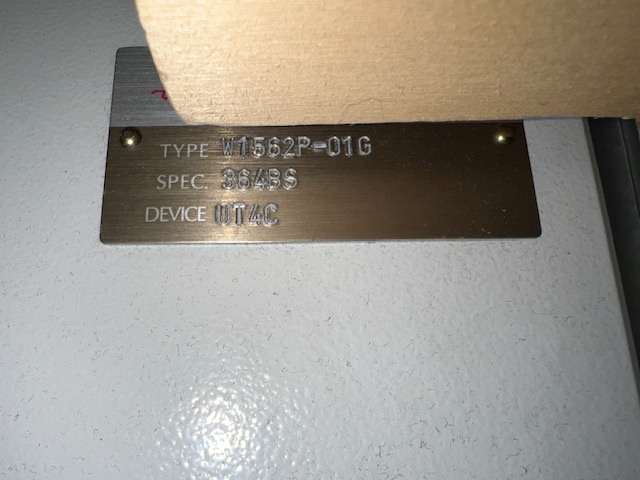 TYPE W1562P-01G
SPEC. 364BS
DEVICE UT4C